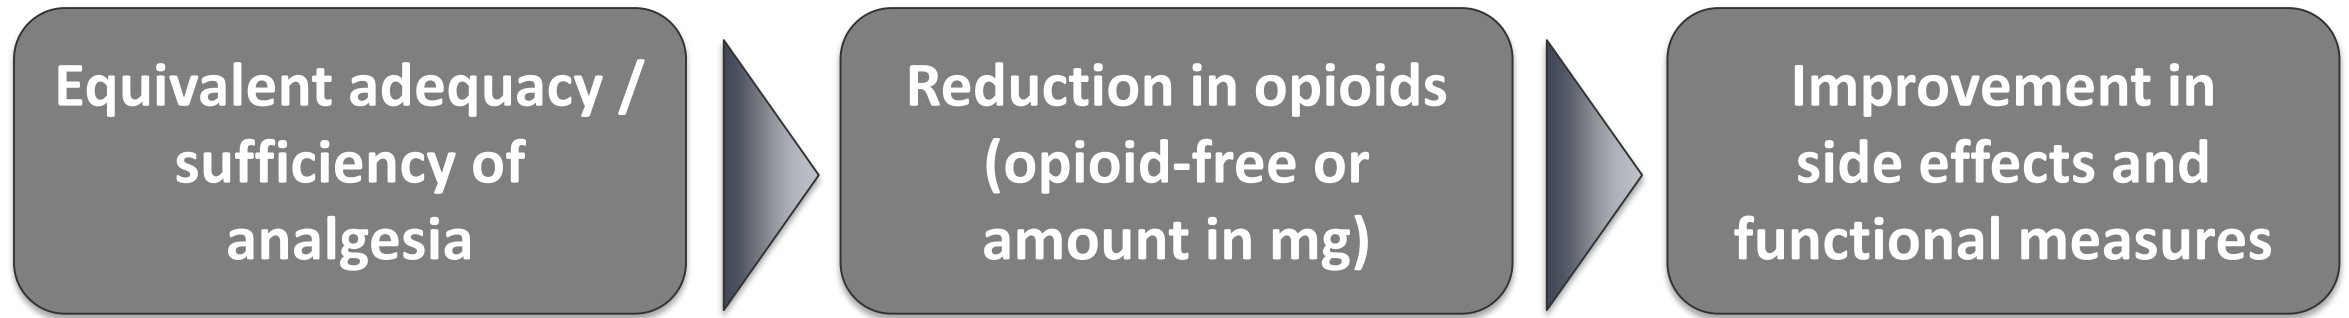 Equivalent adequacy /
sufficiency of
analgesia
Reduction in opioids
(opioid-free or
amount in mg)
Improvement in
side effects and
functional measures